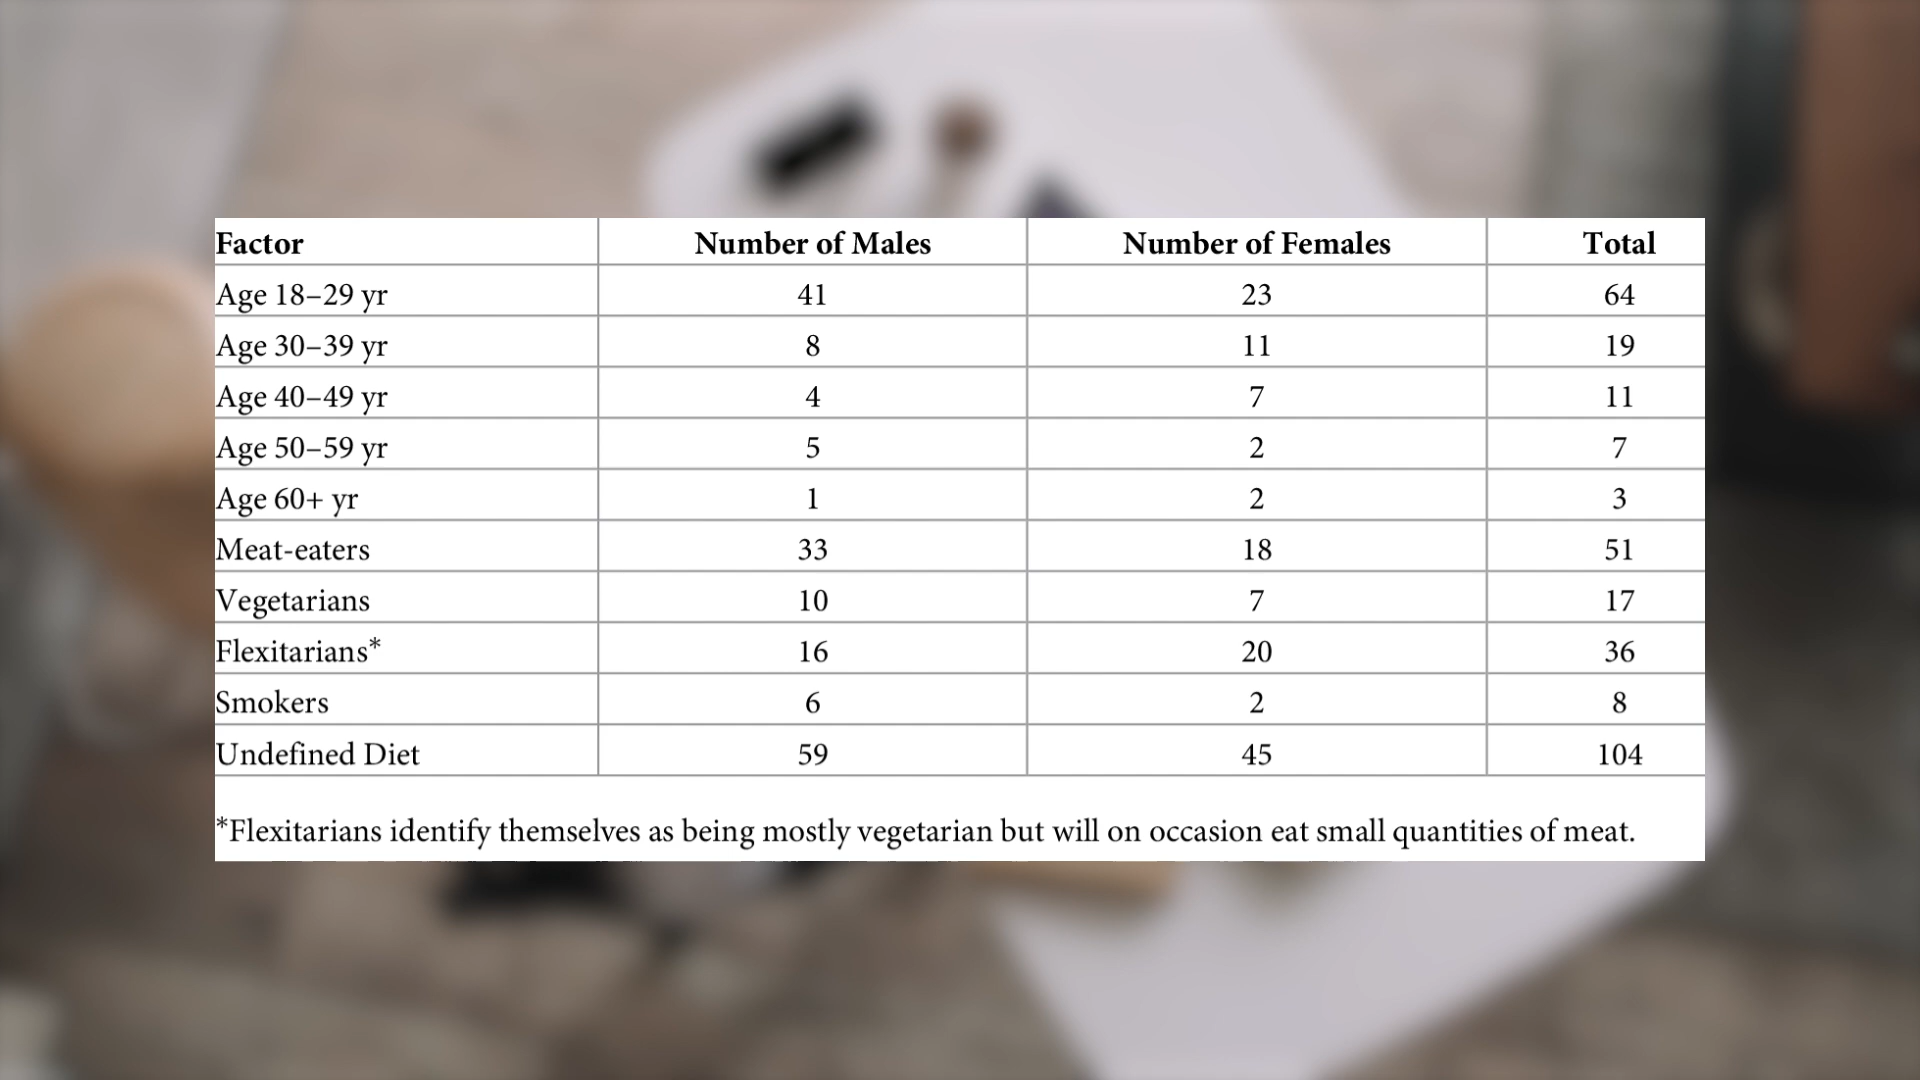 Factor Number of Males Number of Females Total
Age 18–29 yr 41 23 64
Age 30–39 yr 8 11 19
Age 40–49 yr 4 7 11
Age 50–59 yr 5 2 7
Age 60+ yr 1 2 3
Meat-eaters 33 18 51
Vegetarians 10 7 17
Flexitarians* 16 20 36
Smokers 6 2 8
Undefined Diet 59 45 104
*Flexitarians identify themselves as being mostly vegetarian but will on occasion eat small quantities of meat.